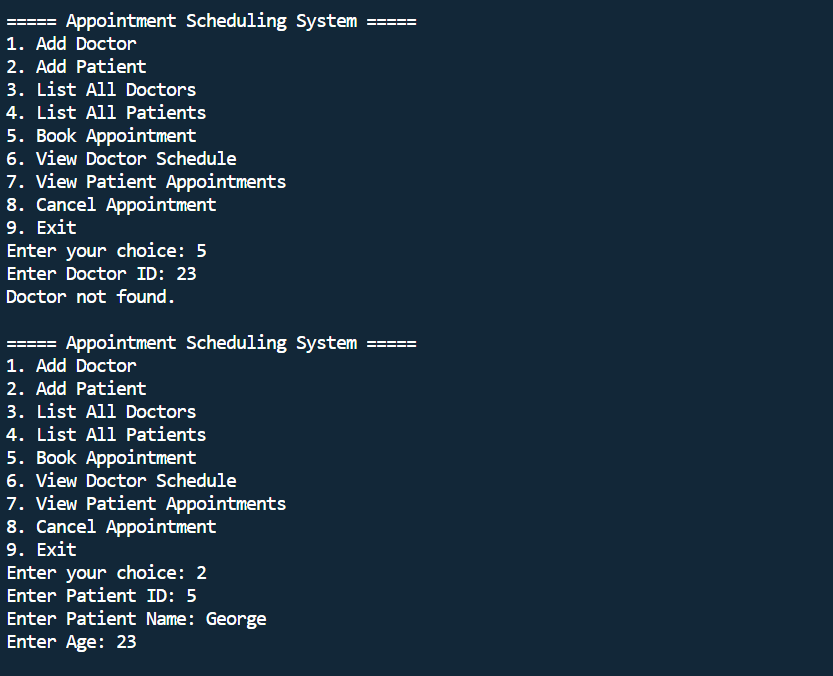 ===== Appointment Scheduling System =====
1. Add Doctor
2. Add Patient
3. List All Doctors
4. List All Patients
5. Book Appointment
6. View Doctor Schedule
7. View Patient Appointments
8. Cancel Appointment
9. Exit
Enter your choice: 5
Enter Doctor ID: 23
Doctor not found.

===== Appointment Scheduling System =====
1. Add Doctor
2. Add Patient
3. List All Doctors
4. List All Patients
5. Book Appointment
6. View Doctor Schedule
7. View Patient Appointments
8. Cancel Appointment
9. Exit
Enter your choice: 2
Enter Patient ID: 5
Enter Patient Name: George
Enter Age: 23